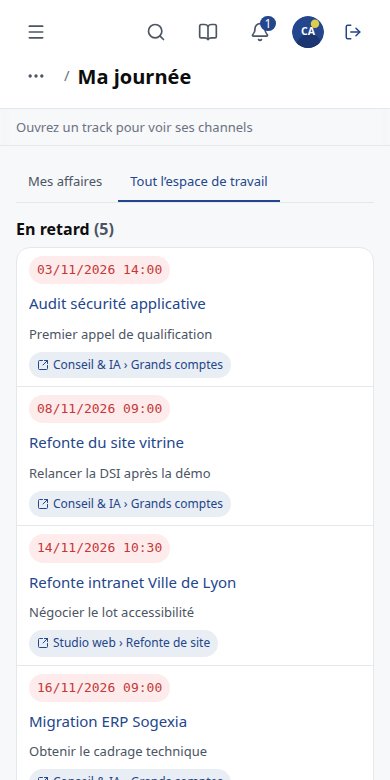 1
CA
… / Ma journée
Ouvrez un track pour voir ses channels
Mes affaires Tout l'espace de travail
En retard (5)
03/11/2026 14:00
Audit sécurité applicative
Premier appel de qualification
Conseil & IA › Grands comptes
08/11/2026 09:00
Refonte du site vitrine
Relancer la DSI après la démo
Conseil & IA › Grands comptes
14/11/2026 10:30
Refonte intranet Ville de Lyon
Négocier le lot accessibilité
Studio web › Refonte de site
16/11/2026 09:00
Migration ERP Sogexia
Obtenir le cadrage technique
Conseil & IA › Grands comptes